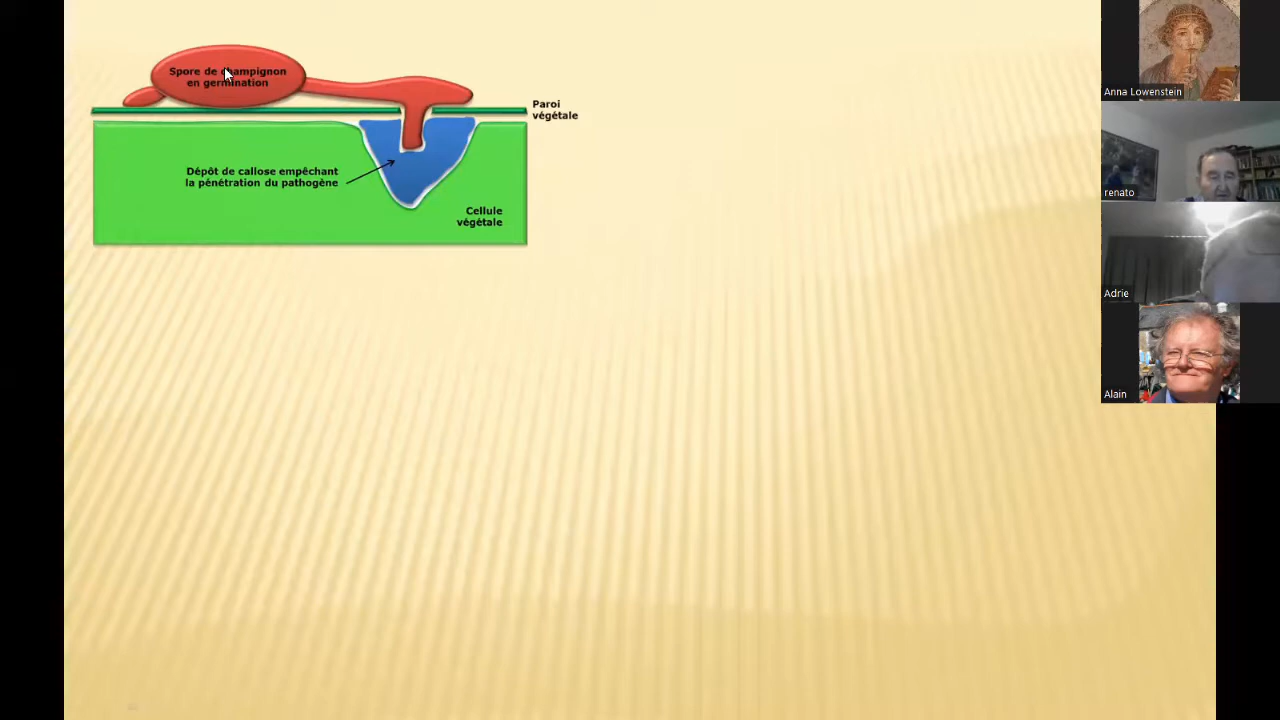 Spore de champignon
en germination
Paroi
végétale
Dépôt de callose empêchant
la pénétration du pathogène
Cellule
végétale
Anna Lowenstein
renato
Adrie
Alain